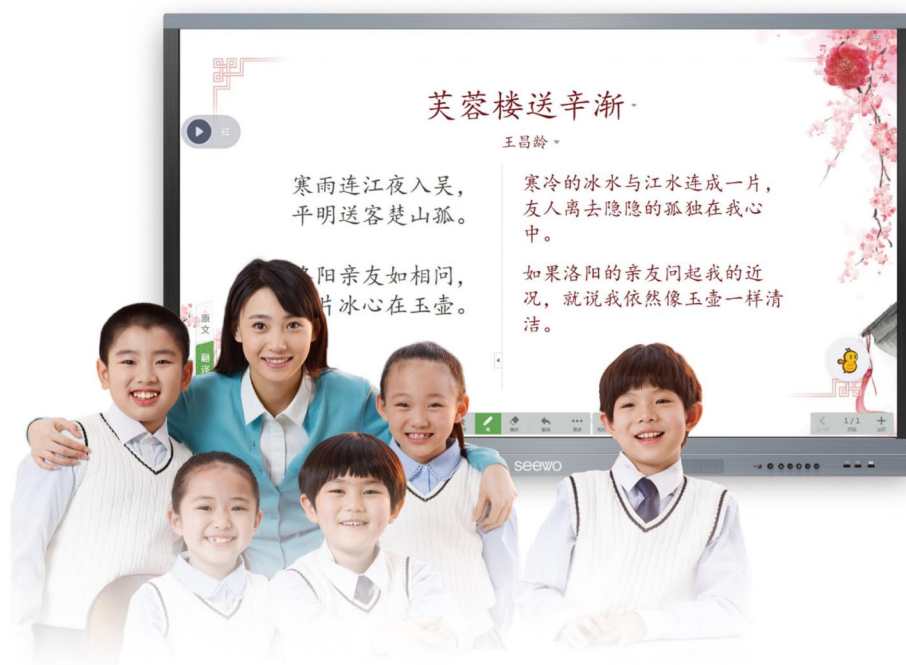 芙蓉楼送辛渐
王昌龄
寒雨连江夜入吴，
平明送客楚山孤。
阳亲友如相问，
片冰心在玉壶。
寒冷的冰水与江水连成一片，
友人离去隐隐的孤独在我心
中。
如果洛阳的亲友问起我的近
况，就说我依然像玉壶一样清
洁。
原文
翻译
更多
1/1
seewo